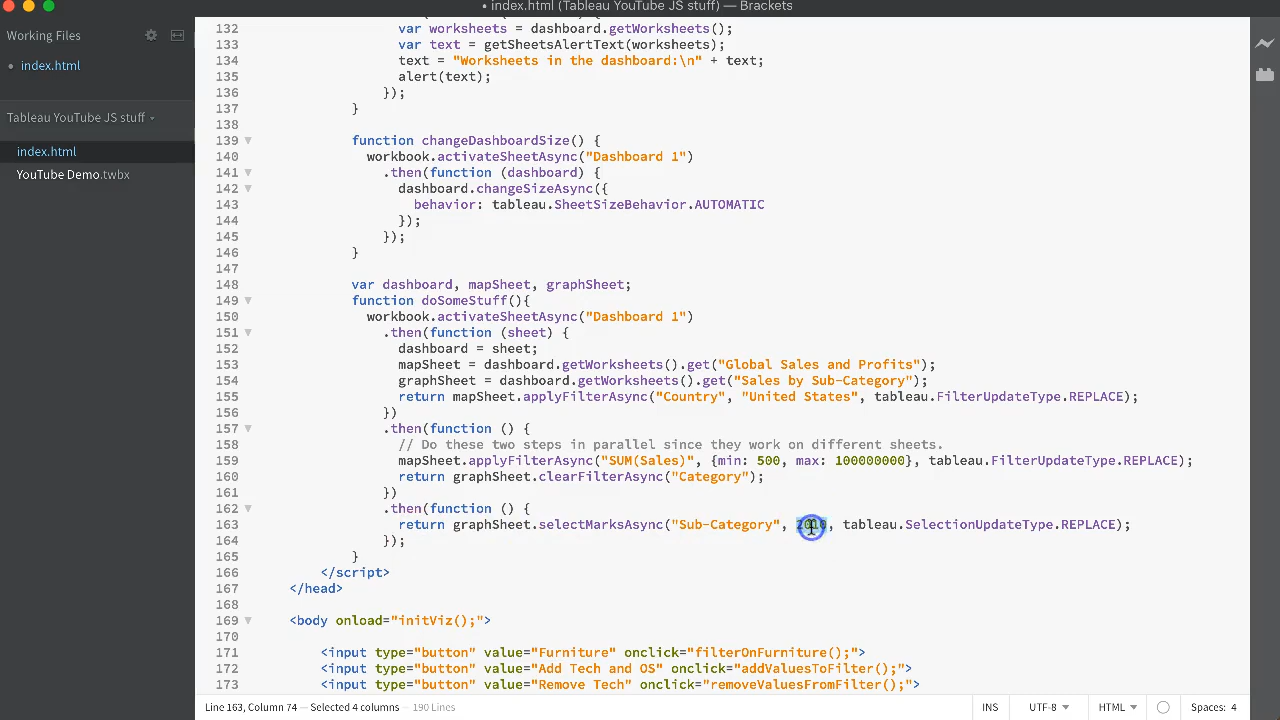 • index.html (Tableau YouTube JS stuff) — Brackets
Working Files
• index.html
Tableau YouTube JS stuff
index.html
YouTube Demo.twbx
132 var worksheets = dashboard.getWorksheets();
133 var text = getSheetsAlertText(worksheets);
134 text = "Worksheets in the dashboard:\n" + text;
135 alert(text);
136 });
137 }
138
139 function changeDashboardSize() {
140 workbook.activateSheetAsync("Dashboard 1")
141 .then(function (dashboard) {
142 dashboard.changeSizeAsync({
143 behavior: tableau.SheetSizeBehavior.AUTOMATIC
144 });
145 });
146 }
147
148 var dashboard, mapSheet, graphSheet;
149 function doSomeStuff(){
150 workbook.activateSheetAsync("Dashboard 1")
151 .then(function (sheet) {
152 dashboard = sheet;
153 mapSheet = dashboard.getWorksheets().get("Global Sales and Profits");
154 graphSheet = dashboard.getWorksheets().get("Sales by Sub-Category");
155 return mapSheet.applyFilterAsync("Country", "United States", tableau.FilterUpdateType.REPLACE);
156 })
157 .then(function () {
158 // Do these two steps in parallel since they work on different sheets.
159 mapSheet.applyFilterAsync("SUM(Sales)", {min: 500, max: 100000000}, tableau.FilterUpdateType.REPLACE);
160 return graphSheet.clearFilterAsync("Category");
161 })
162 .then(function () {
163 return graphSheet.selectMarksAsync("Sub-Category", , tableau.SelectionUpdateType.REPLACE);
164 });
165 }
166 </script>
167 </head>
168
169 <body onload="initViz();">
170
171 <input type="button" value="Furniture" onclick="filterOnFurniture();">
172 <input type="button" value="Add Tech and OS" onclick="addValuesToFilter();">
173 <input type="button" value="Remove Tech" onclick="removeValuesFromFilter();">
Line 163, Column 74 — Selected 4 columns — 190 Lines
INS
UTF-8
HTML
Spaces: 4